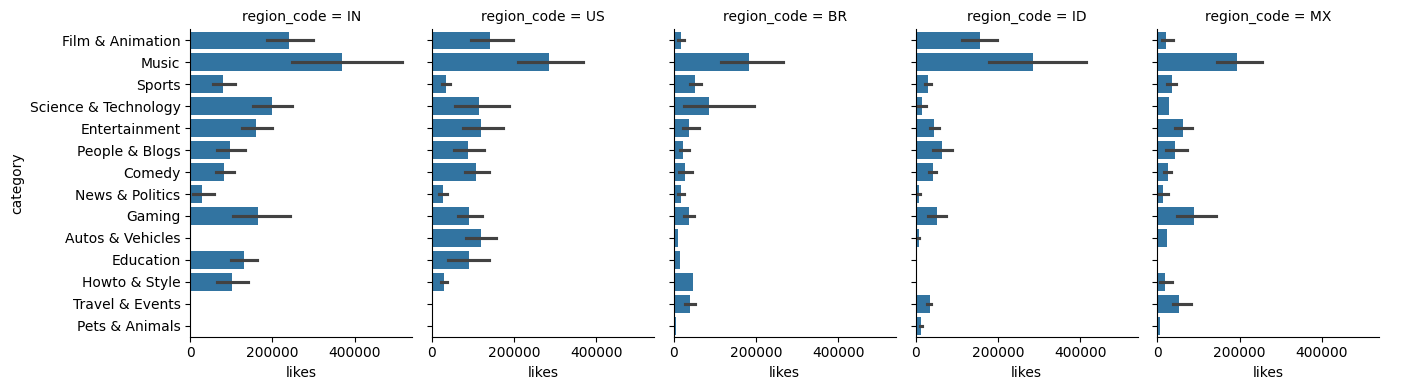 region_code = IN
region_code = US
region_code = BR
region_code = ID
region_code = MX
category
Film & Animation
Music
Sports
Science & Technology
Entertainment
People & Blogs
Comedy
News & Politics
Gaming
Autos & Vehicles
Education
Howto & Style
Travel & Events
Pets & Animals
0 200000 400000
0 200000 400000
0 200000 400000
0 200000 400000
0 200000 400000
likes
likes
likes
likes
likes